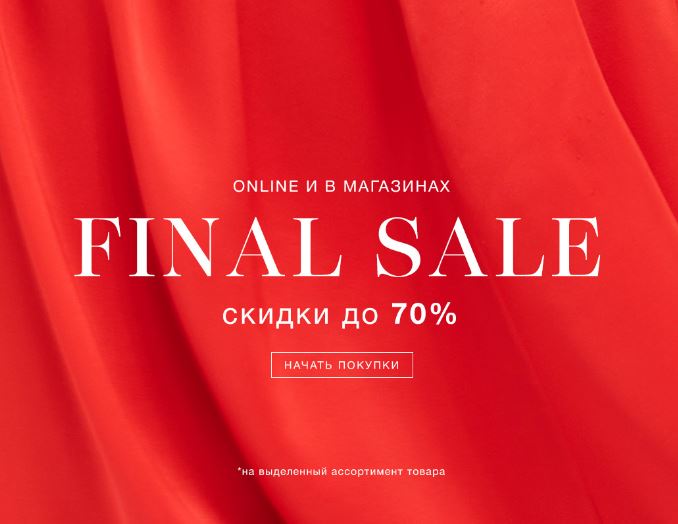 ONLINE И В МАГАЗИНАХ
FINAL SALE
скидки до 70%
НАЧАТЬ ПОКУПКИ
*на выделенный ассортимент товара